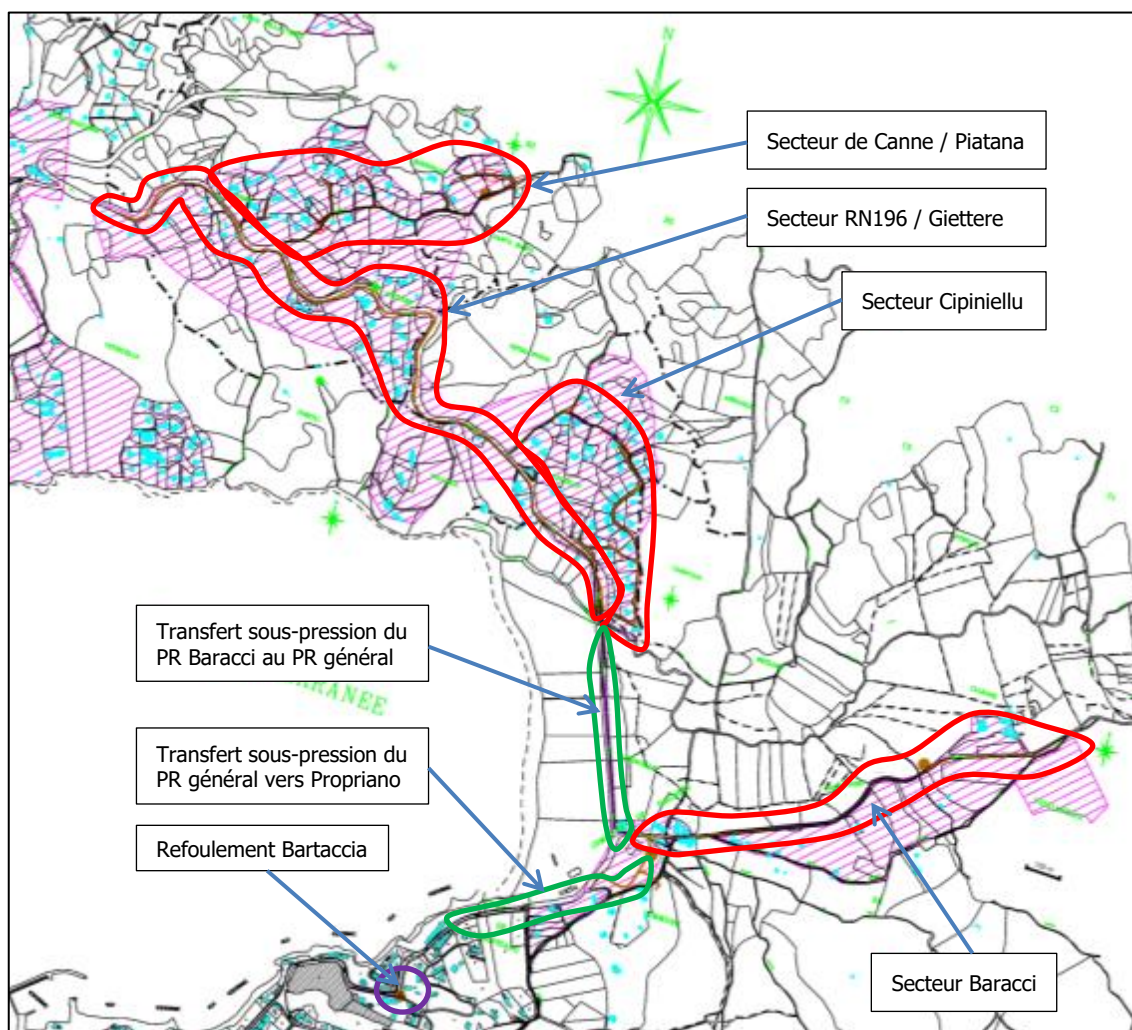 N
Secteur de Canne / Piatana
Secteur RN196 / Giettere
Secteur Cipiniellu
Transfert sous-pression du
PR Baracci au PR général
RANEE
Transfert sous-pression du
PR général vers Propriano
Refoulement Bartaccia
Secteur Baracci